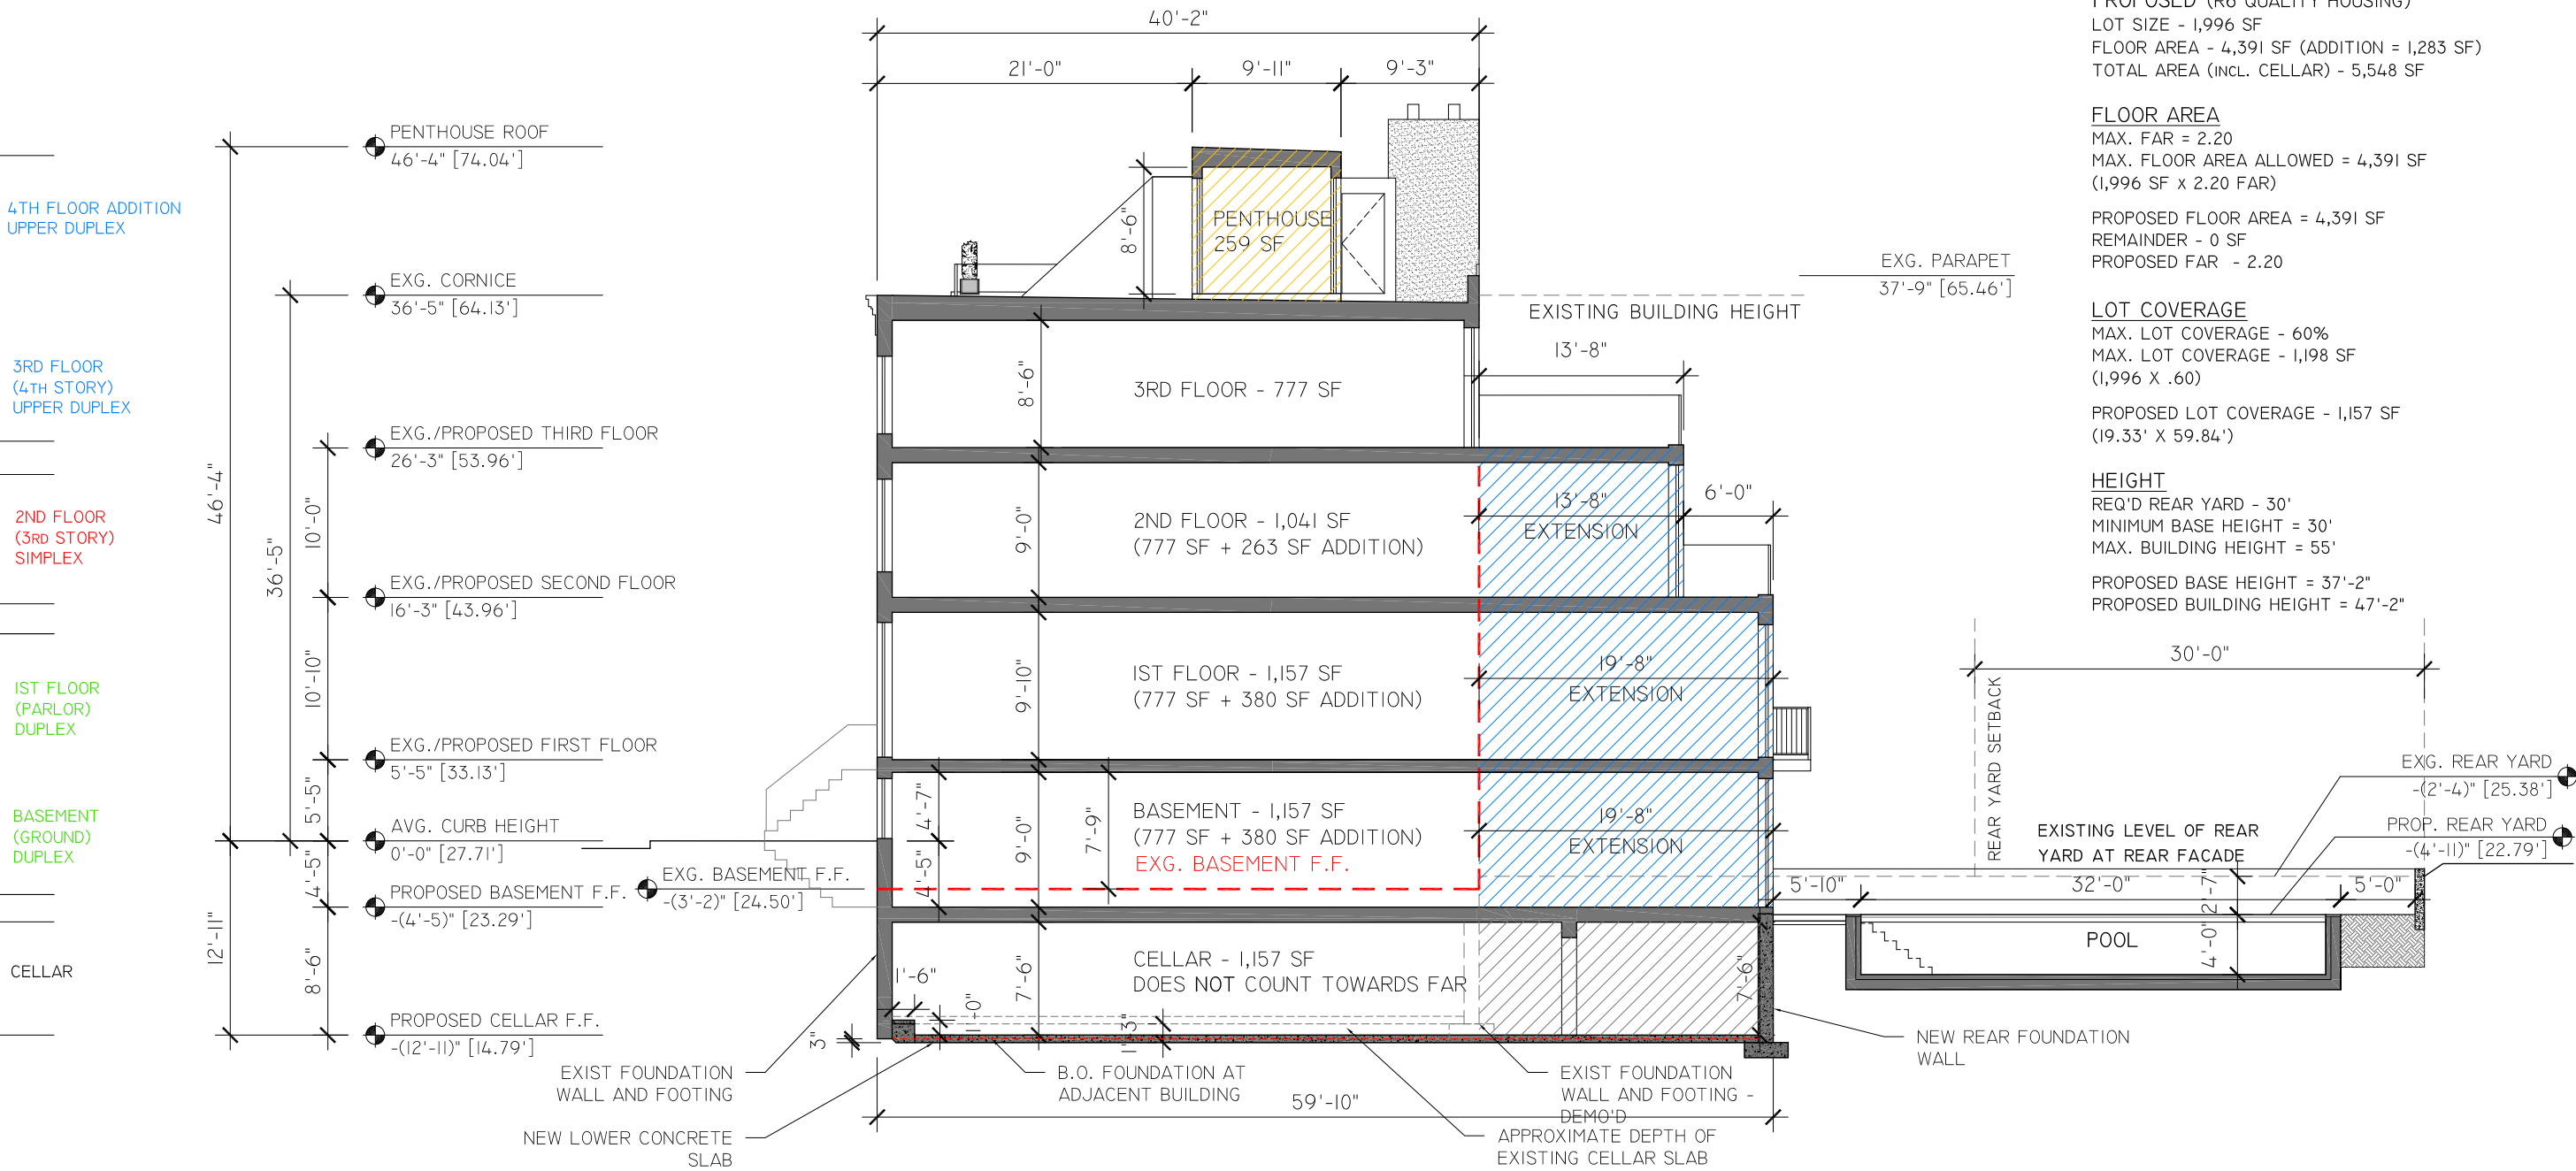 40'-2"
21'-0"
9'-11"
9'-3"
PROPOSED (R6 QUALITY HOUSING)
LOT SIZE - 1,996 SF
FLOOR AREA - 4,391 SF (ADDITION = 1,283 SF)
TOTAL AREA (INCL. CELLAR) - 5,548 SF
FLOOR AREA
MAX. FAR = 2.20
MAX. FLOOR AREA ALLOWED = 4,391 SF
(1,996 SF X 2.20 FAR)
PROPOSED FLOOR AREA = 4,391 SF
REMAINDER - 0 SF
PROPOSED FAR - 2.20
LOT COVERAGE
MAX. LOT COVERAGE - 60%
MAX. LOT COVERAGE - 1,198 SF
(1,996 X .60)
PROPOSED LOT COVERAGE - 1,157 SF
(19.33' X 59.84')
HEIGHT
REQ'D REAR YARD - 30'
MINIMUM BASE HEIGHT = 30'
MAX. BUILDING HEIGHT = 55'
PROPOSED BASE HEIGHT = 37'-2"
PROPOSED BUILDING HEIGHT = 47'-2"
4TH FLOOR ADDITION
UPPER DUPLEX
3RD FLOOR
(4TH STORY)
UPPER DUPLEX
2ND FLOOR
(3RD STORY)
SIMPLEX
1ST FLOOR
(PARLOR)
DUPLEX
BASEMENT
(GROUND)
DUPLEX
CELLAR
46'-4"
12'-11"
36'-5"
10'-0"
10'-10"
5'-5"
4'-5"
8'-6"
PENTHOUSE ROOF
46'-4" [74.04']
EXG. CORNICE
36'-5" [64.13']
EXG./PROPOSED THIRD FLOOR
26'-3" [53.96']
EXG./PROPOSED SECOND FLOOR
16'-3" [43.96']
EXG./PROPOSED FIRST FLOOR
5'-5" [33.13']
AVG. CURB HEIGHT
0'-0" [27.71']
PROPOSED BASEMENT F.F.
-(4'-5)" [23.29']
EXG. BASEMENT F.F.
-(3'-2)" [24.50']
PROPOSED CELLAR F.F.
-(12'-11)" [14.79']
8'-6"
PENTHOUSE
259 SF
EXG. PARAPET
37'-9" [65.46']
EXISTING BUILDING HEIGHT
13'-8"
8'-6"
3RD FLOOR - 777 SF
9'-0"
2ND FLOOR - 1,041 SF
(777 SF + 263 SF ADDITION)
13'-8"
EXTENSION
6'-0"
9'-10"
1ST FLOOR - 1,157 SF
(777 SF + 380 SF ADDITION)
19'-8"
EXTENSION
4'-7"
4'-5"
9'-0"
7'-9"
BASEMENT - 1,157 SF
(777 SF + 380 SF ADDITION)
EXG. BASEMENT F.F.
19'-8"
EXTENSION
1'-6"
1'-0"
7'-6"
1'-3"
3"
CELLAR - 1,157 SF
DOES NOT COUNT TOWARDS FAR
7'-6"
30'-0"
REAR YARD SETBACK
EXG. REAR YARD
-(2'-4)" [25.38']
PROP. REAR YARD
-(4'-11)" [22.79']
EXISTING LEVEL OF REAR
YARD AT REAR FACADE
5'-10"
32'-0"
5'-0"
2'-7"
4'-0"
POOL
NEW REAR FOUNDATION
WALL
EXIST FOUNDATION
WALL AND FOOTING
B.O. FOUNDATION AT
ADJACENT BUILDING
EXIST FOUNDATION
WALL AND FOOTING -
DEMO'D
59'-10"
NEW LOWER CONCRETE
SLAB
APPROXIMATE DEPTH OF
EXISTING CELLAR SLAB